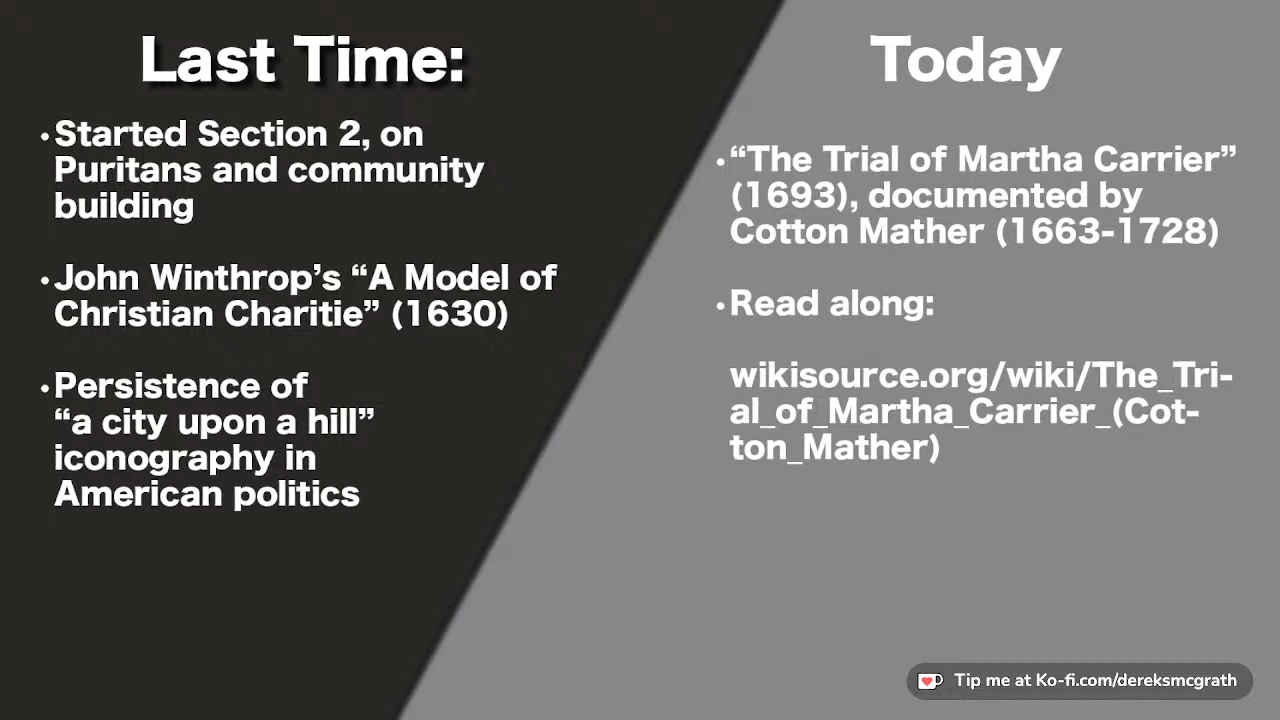 Last Time:
• Started Section 2, on
Puritans and community
building
• John Winthrop’s “A Model of
Christian Charitie” (1630)
• Persistence of
“a city upon a hill”
iconography in
American politics
Today
• “The Trial of Martha Carrier”
(1693), documented by
Cotton Mather (1663-1728)
• Read along:
wikisource.org/wiki/The_Tri-
al_of_Martha_Carrier_(Cot-
ton_Mather)
Tip me at Ko-fi.com/dereksmcgrath